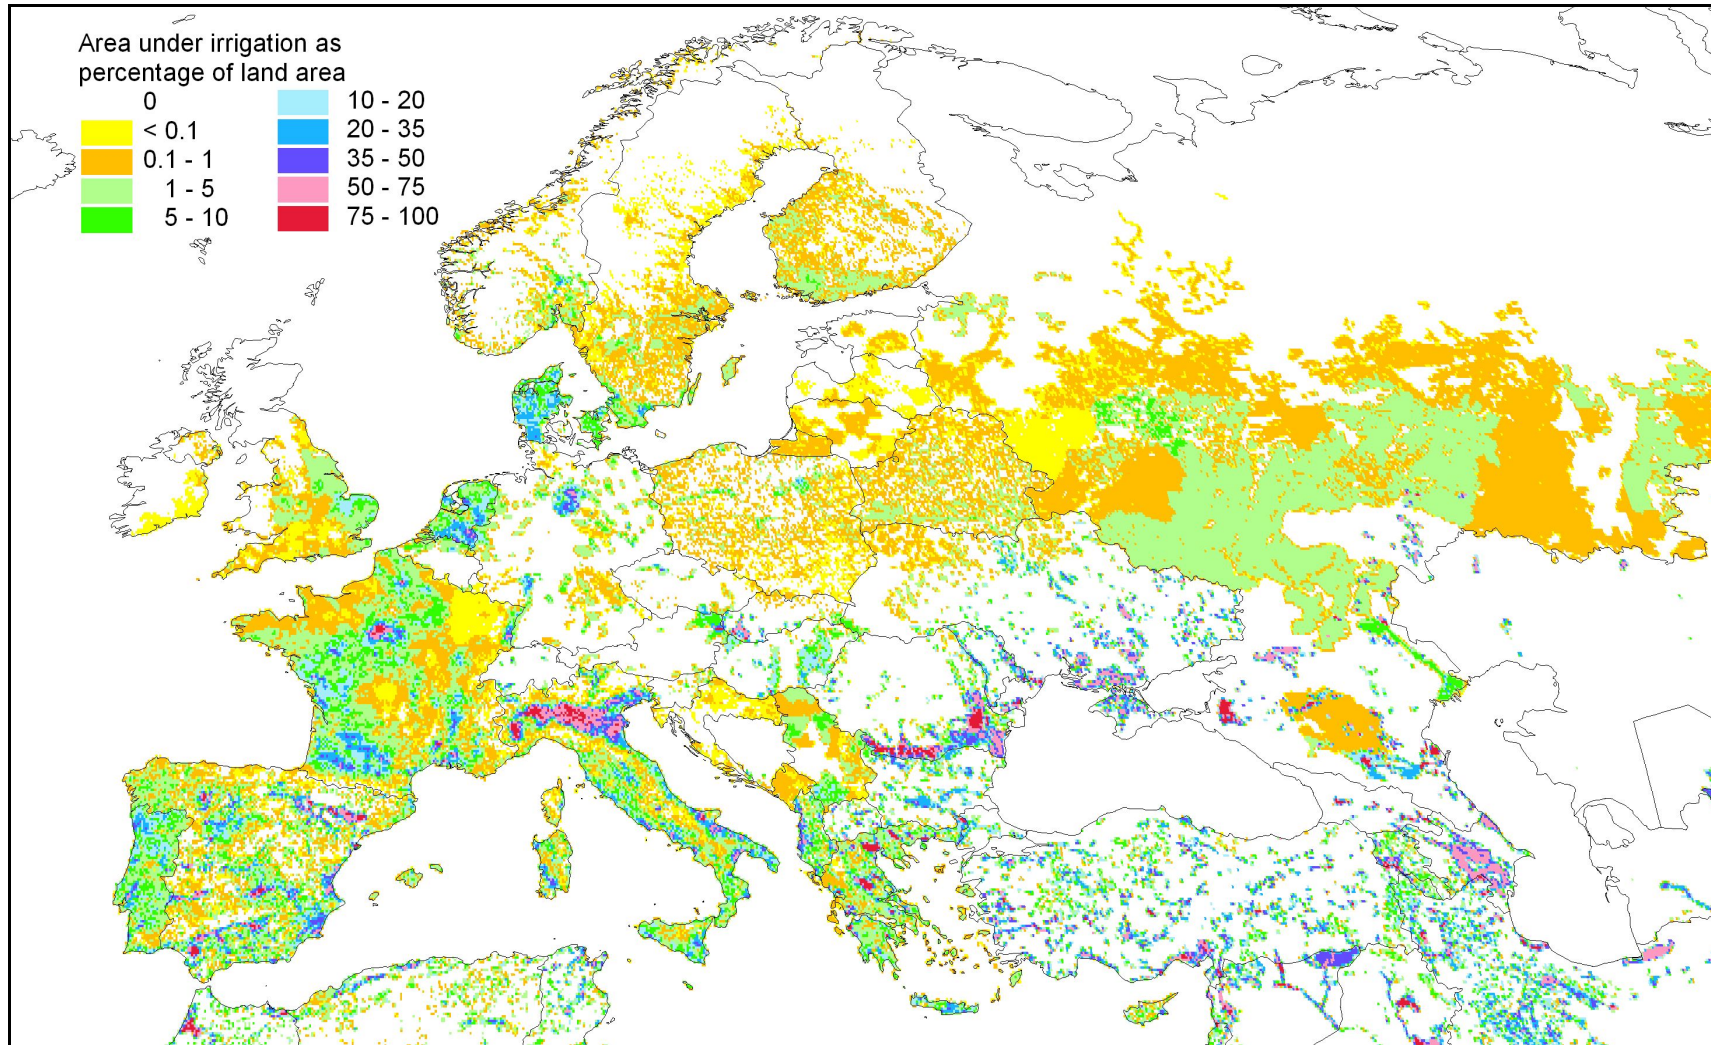 Area under irrigation as
percentage of land area
0
< 0.1
0.1 - 1
1 - 5
5 - 10
10 - 20
20 - 35
35 - 50
50 - 75
75 - 100